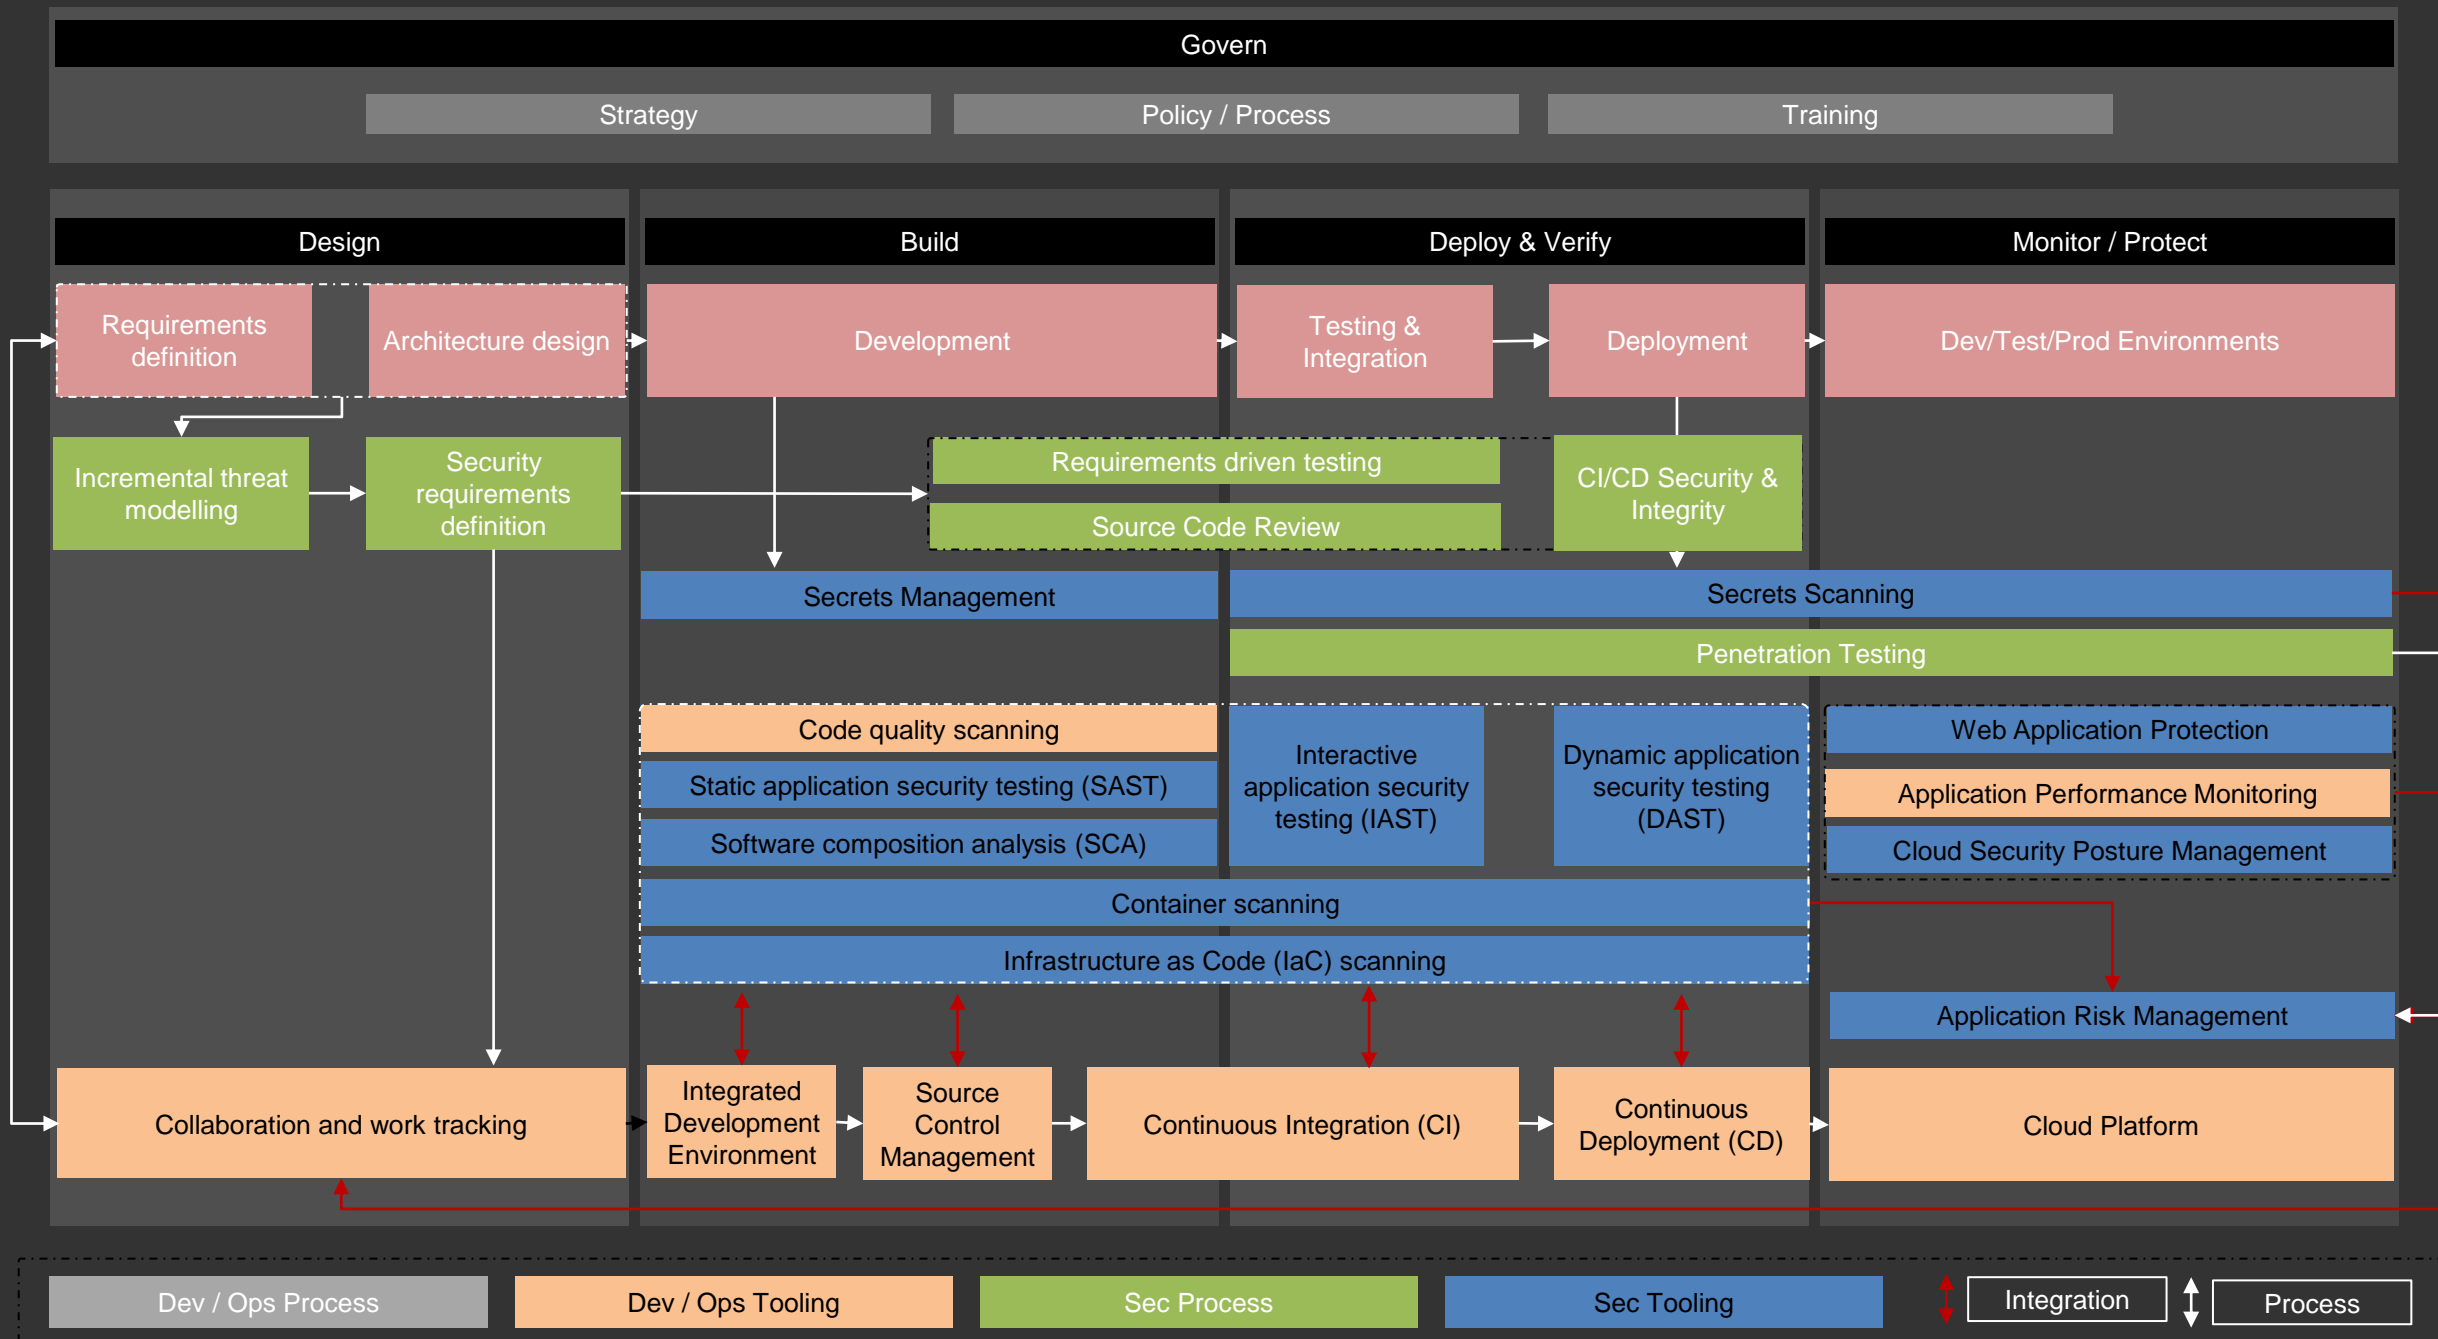 Govern
Strategy
Policy / Process
Training
Design
Build
Deploy & Verify
Monitor / Protect
Requirements
definition
Architecture design
Development
Testing &
Integration
Deployment
Dev/Test/Prod Environments
Incremental threat
modelling
Security
requirements
definition
Requirements driven testing
Source Code Review
CI/CD Security &
Integrity
Secrets Management
Secrets Scanning
Penetration Testing
Code quality scanning
Static application security testing (SAST)
Software composition analysis (SCA)
Interactive
application security
testing (IAST)
Dynamic application
security testing
(DAST)
Web Application Protection
Application Performance Monitoring
Cloud Security Posture Management
Container scanning
Infrastructure as Code (IaC) scanning
Application Risk Management
Collaboration and work tracking
Integrated
Development
Environment
Source
Control
Management
Continuous Integration (CI)
Continuous
Deployment (CD)
Cloud Platform
Dev / Ops Process
Dev / Ops Tooling
Sec Process
Sec Tooling
Integration
Process